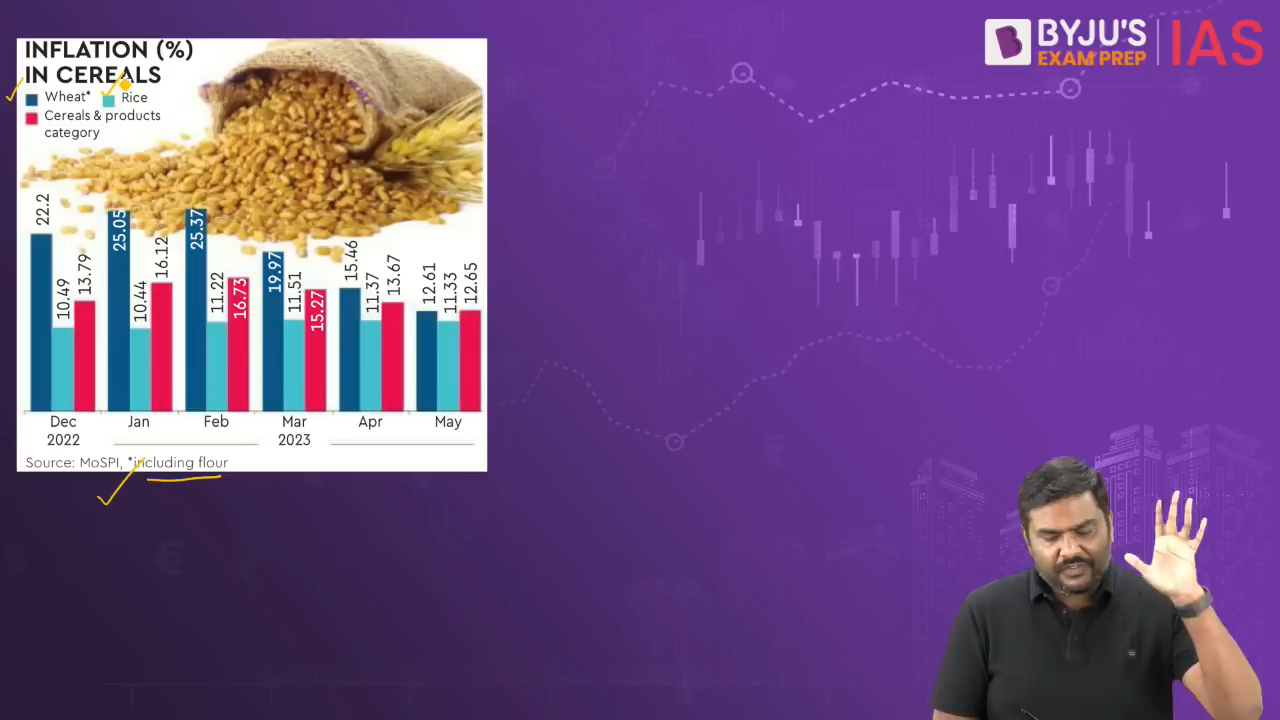 INFLATION (%)
IN CEREALS
Wheat* Rice
Cereals & products
category
22.2 10.49 13.79
25.05 10.44 16.12
25.37 11.22 16.73
19.97 11.51 15.27
15.46 11.37 13.67
12.61 11.33 12.65
Dec Jan Feb Mar Apr May
2022 2023
Source: MoSPI, *including flour
BYJU'S IAS
EXAM PREP